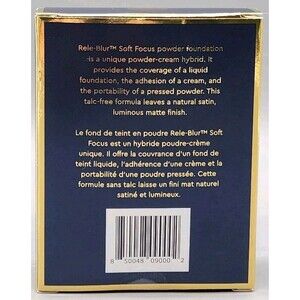 Rele-Blur™ Soft Focus powder foundation
is a unique powder-cream hybrid. It
provides the coverage of a liquid
foundation, the adhesion of a cream, and
the portability of a pressed powder. This
talc-free formula leaves a natural satin,
luminous matte finish.
Le fond de teint en poudre Rele-Blur™ Soft
Focus est un hybride poudre-crème
unique. Il offre la couvrance d'un fond de
teint liquide, l'adhérence d'une crème et la
portabilité d'une poudre pressée. Cette
formule sans talc laisse un fini mat naturel
satiné et lumineux.
8 50048 09000 2